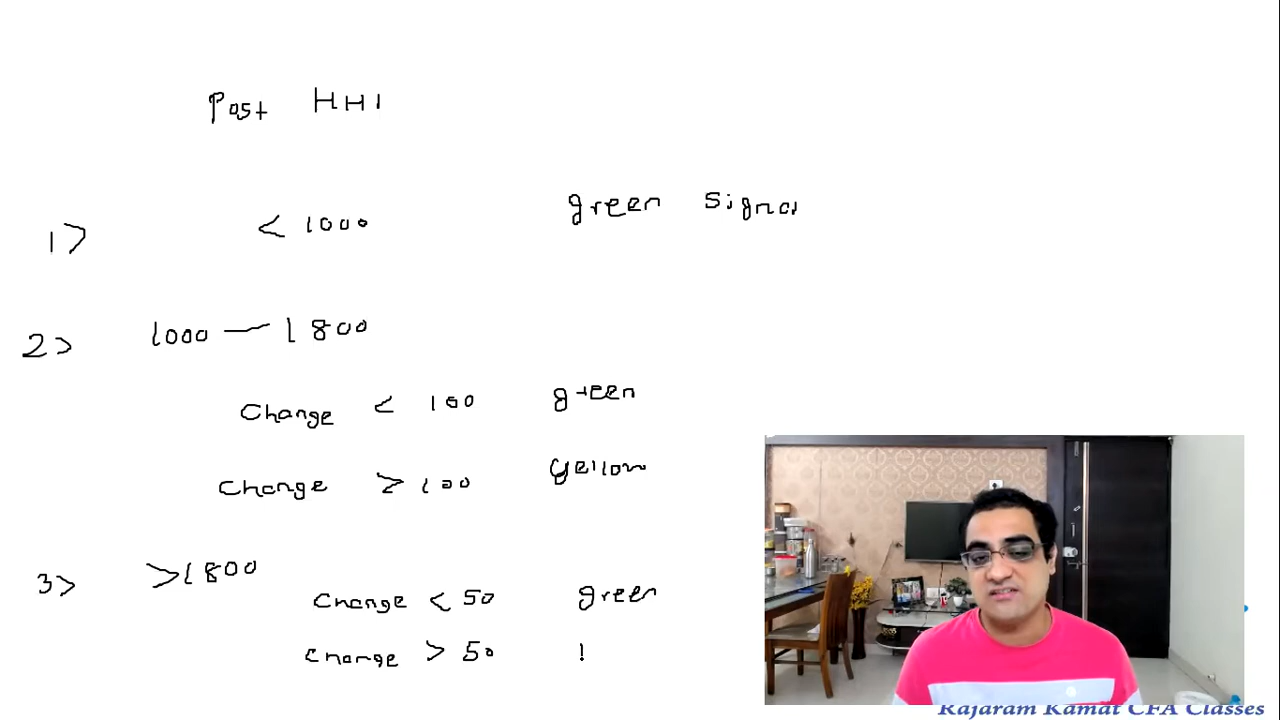 Post HHI
1> < 1000 green signal
2> 1000 — 1800
Change < 100 green
Change > 100 yellow
3> >1800
Change < 50 green
Change > 50
Rajaram Kamat CFA Classes